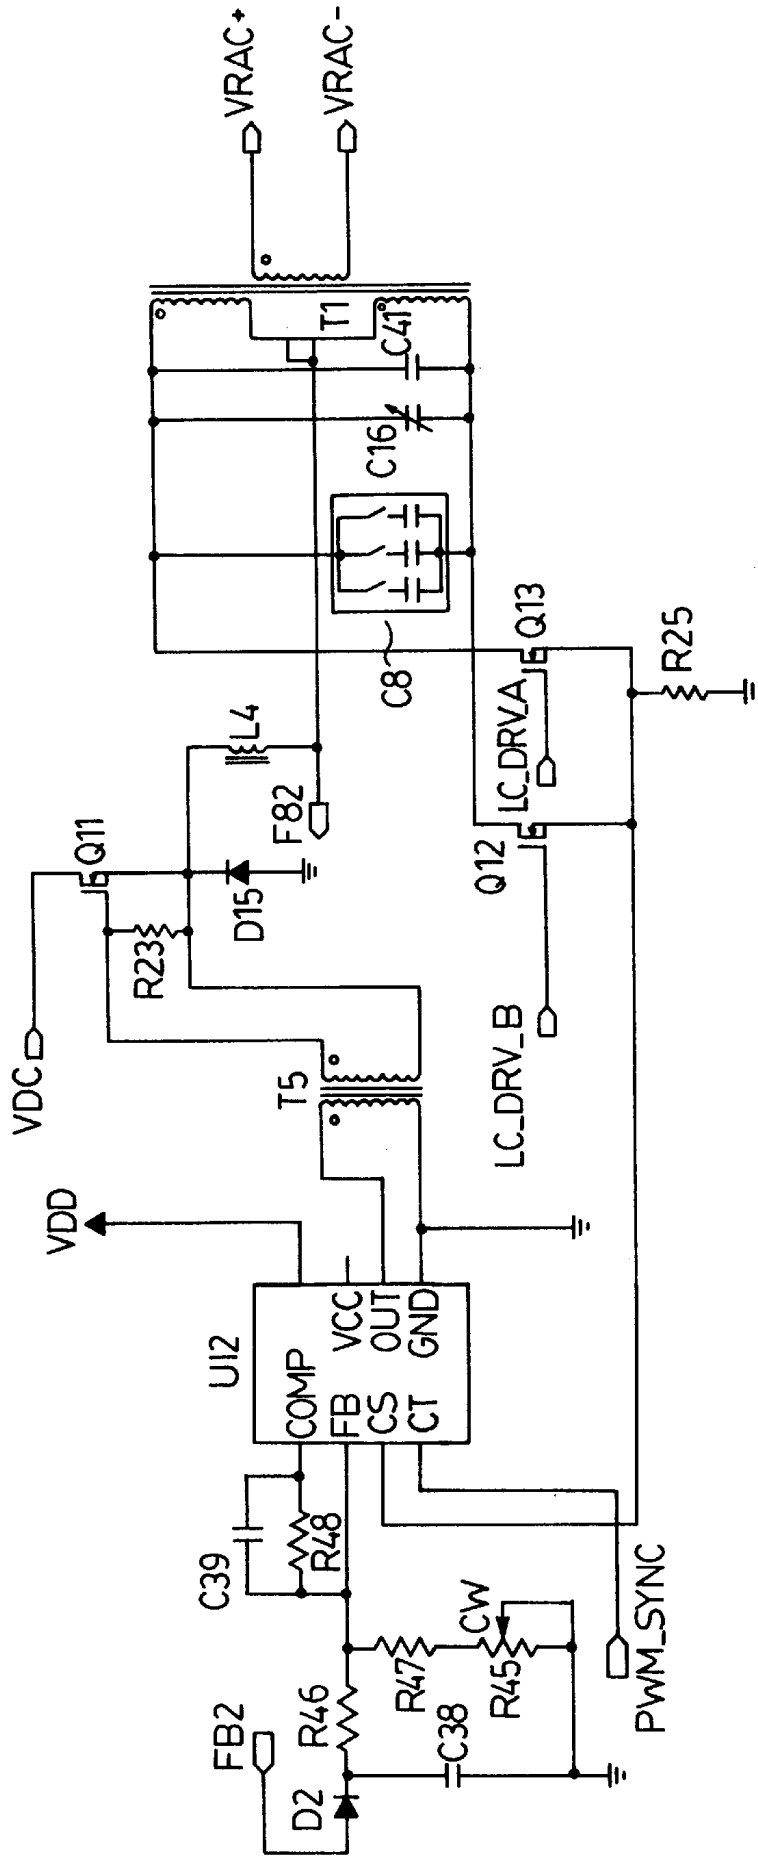 VRAC+
VRAC-
T1
C41
C16
C8
Q13
R25
LC_DRV_A
L4
F82
Q11
D15
R23
Q12
VDC
LC_DRV_B
T5
VDD
U12
COMP
VCC
FB
OUT
CS
GND
CT
C39
R48
PWM_SYNC
CW
R47
R45
R46
FB2
C38
D2